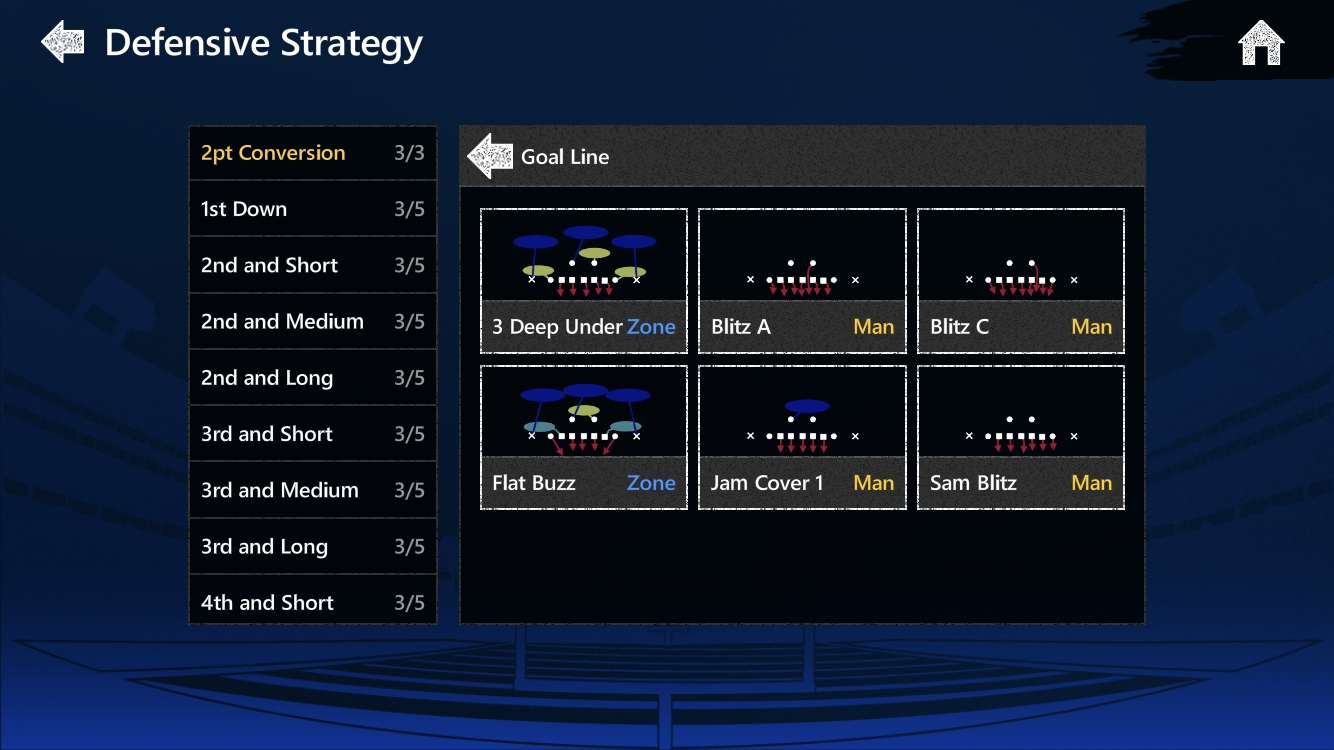 Defensive Strategy
2pt Conversion 3/3
1st Down 3/5
2nd and Short 3/5
2nd and Medium 3/5
2nd and Long 3/5
3rd and Short 3/5
3rd and Medium 3/5
3rd and Long 3/5
4th and Short 3/5
Goal Line
3 Deep Under Zone
Blitz A Man
Blitz C Man
Flat Buzz Zone
Jam Cover 1 Man
Sam Blitz Man